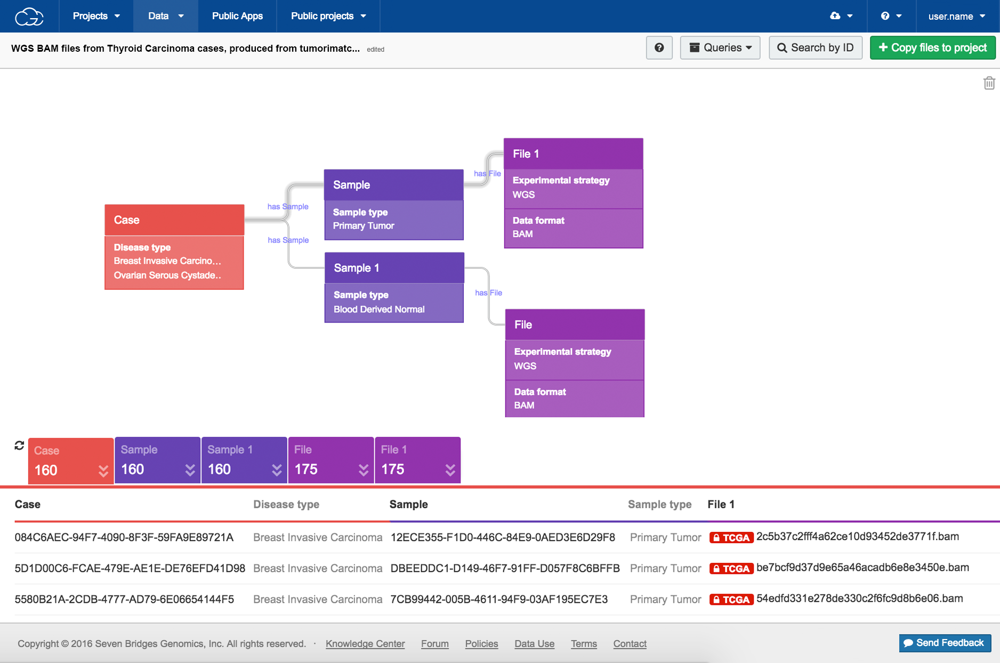 Projects Data Public Apps Public projects user.name
WGS BAM files from Thyroid Carcinoma cases, produced from tumorimatc... edited
Queries Search by ID Copy files to project
File 1
Experimental strategy
WGS
Data format
BAM
has File
Sample
Sample type
Primary Tumor
has Sample
Case
Disease type
Breast Invasive Carcino...
Ovarian Serous Cystade..
has Sample
Sample 1
Sample type
Blood Derived Normal
has File
File
Experimental strategy
WGS
Data format
BAM
Case Sample Sample 1 File File 1
160 160 160 175 175
Case Disease type Sample Sample type File 1
084C6AEC-94F7-4090-8F3F-59FA9E89721A Breast Invasive Carcinoma 12ECE355-F1D0-446C-84E9-0AED3E6D29F8 Primary Tumor TCGA 2c5b37c2fff4a62ce10d93452de3771f.bam
5D1D00C6-FCAE-479E-AE1E-DE76EFD41D98 Breast Invasive Carcinoma DBEEDDC1-D149-46F7-91FF-D057F8C6BFFB Primary Tumor TCGA be7bcf9d37d9e65a46acadb6e8e3450e.bam
5580B21A-2CDB-4777-AD79-6E06654144F5 Breast Invasive Carcinoma 7CB99442-005B-4611-94F9-03AF195EC7E3 Primary Tumor TCGA 54edfd331e278de330c2f6fc9d8b6e06.bam
Copyright © 2016 Seven Bridges Genomics, Inc. All rights reserved. · Knowledge Center Forum Policies Data Use Terms Contact Send Feedback